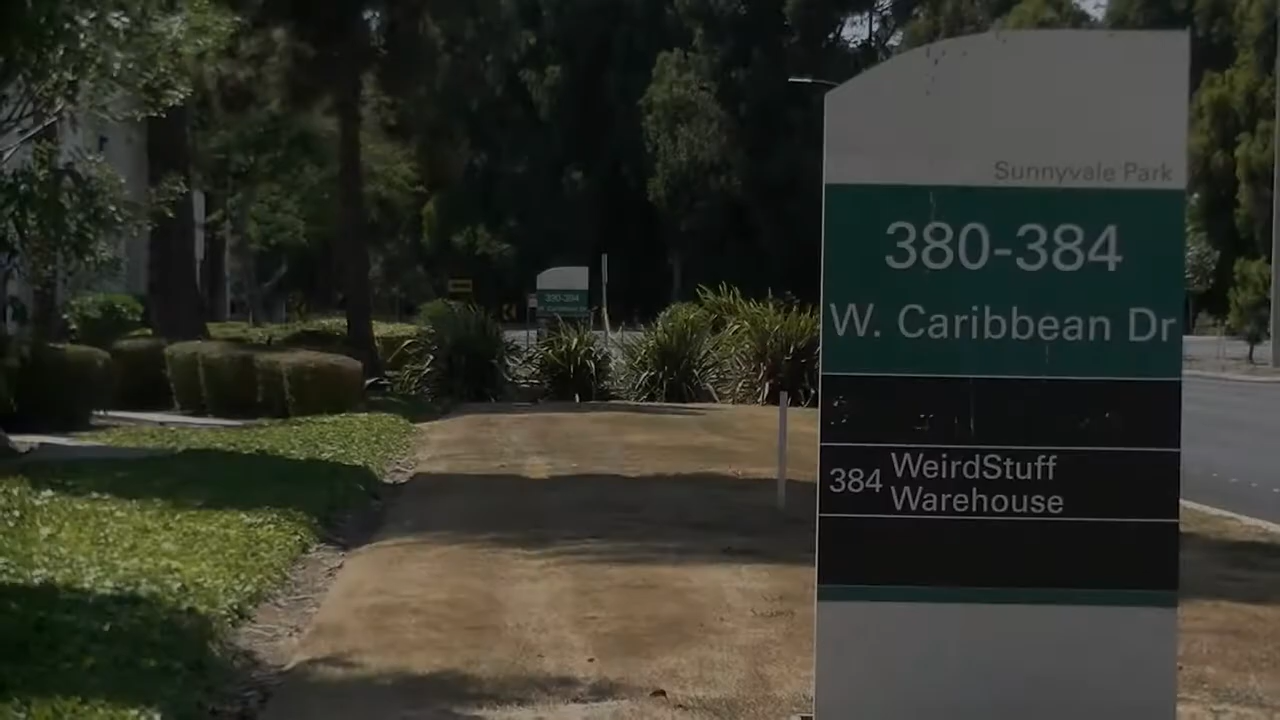 Sunnyvale Park
380-384
W. Caribbean Dr
384 WeirdStuff
Warehouse